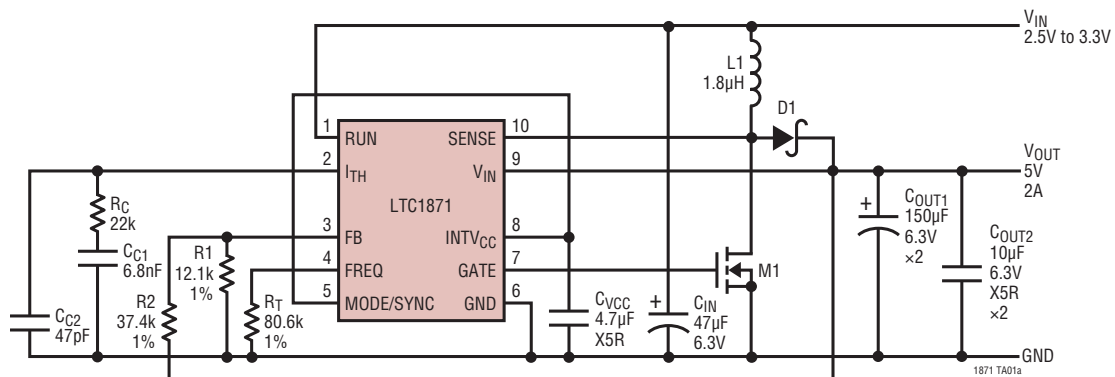 VIN
2.5V to 3.3V
L1
1.8µH
D1
1
RUN
SENSE
10
2
ITH
VIN
9
LTC1871
3
FB
INTVCC
8
4
FREQ
GATE
7
5
MODE/SYNC
GND
6
VOUT
5V
2A
RC
22k
CC1
6.8nF
R1
12.1k
1%
R2
37.4k
1%
RT
80.6k
1%
CC2
47pF
CVCC
4.7µF
X5R
+
CIN
47µF
6.3V
M1
+
COUT1
150µF
6.3V
×2
COUT2
10µF
6.3V
X5R
×2
GND
1871 TA01a